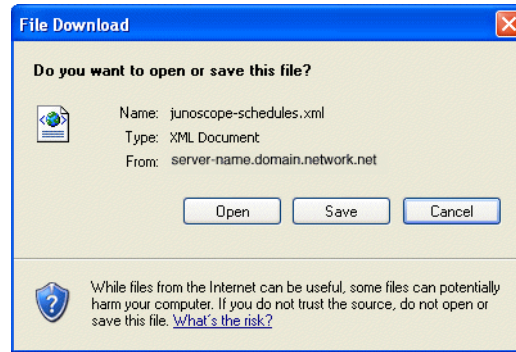 File Download
Do you want to open or save this file?
Name: junoscope-schedules.xml
Type: XML Document
From: server-name.domain.network.net
Open Save Cancel
While files from the Internet can be useful, some files can potentially
harm your computer. If you do not trust the source, do not open or
save this file. What's the risk?